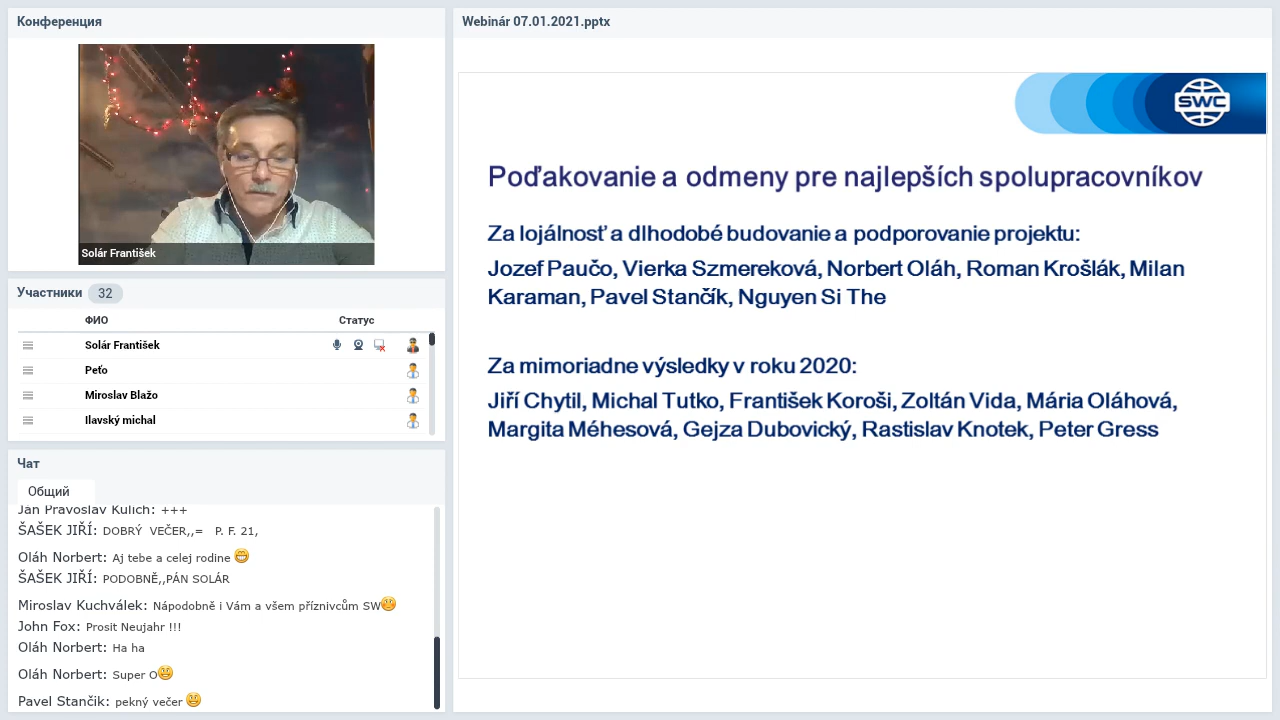 Конференция
Solár František
Участники 32
ФИО Статус
Solár František
Peťo
Miroslav Blažo
Ilavský michal
Чат
Общий
Jan Pravoslav Kulich: +++
ŠAŠEK JIŘÍ: DOBRÝ VEČER,,= P. F. 21,
Oláh Norbert: Aj tebe a celej rodine
ŠAŠEK JIŘÍ: PODOBNĚ,,PÁN SOLÁR
Miroslav Kuchválek: Nápodobně i Vám a všem příznivcům SW
John Fox: Prosit Neujahr !!!
Oláh Norbert: Ha ha
Oláh Norbert: Super O
Pavel Stančik: pekný večer
Webinár 07.01.2021.pptx
SWC
Poďakovanie a odmeny pre najlepších spolupracovníkov
Za lojálnosť a dlhodobé budovanie a podporovanie projektu:
Jozef Paučo, Vierka Szmereková, Norbert Oláh, Roman Krošlák, Milan
Karaman, Pavel Stančík, Nguyen Si The
Za mimoriadne výsledky v roku 2020:
Jiří Chytil, Michal Tutko, František Koroši, Zoltán Vida, Mária Oláhová,
Margita Méhesová, Gejza Dubovický, Rastislav Knotek, Peter Gress